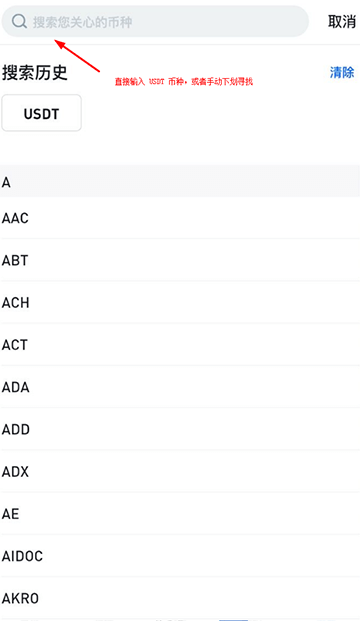 搜索您关心的币种
取消
搜索历史
清除
直接输入 USDT 币种，或者手动下划寻找
USDT
A
AAC
ABT
ACH
ACT
ADA
ADD
ADX
AE
AIDOC
AKRO